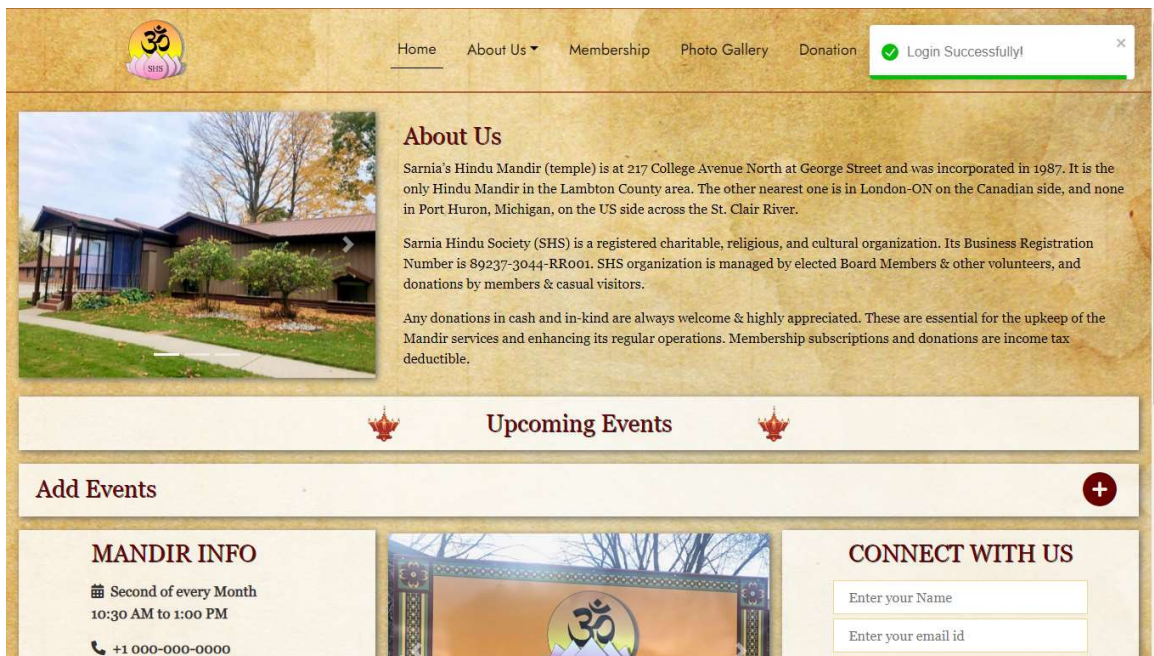 ॐ
SHS
Home About Us Membership Photo Gallery Donation
Login Successfully!
×
About Us
Sarnia's Hindu Mandir (temple) is at 217 College Avenue North at George Street and was incorporated in 1987. It is the
only Hindu Mandir in the Lambton County area. The other nearest one is in London-ON on the Canadian side, and none
in Port Huron, Michigan, on the US side across the St. Clair River.
Sarnia Hindu Society (SHS) is a registered charitable, religious, and cultural organization. Its Business Registration
Number is 89237-3044-RR001. SHS organization is managed by elected Board Members & other volunteers, and
donations by members & casual visitors.
Any donations in cash and in-kind are always welcome & highly appreciated. These are essential for the upkeep of the
Mandir services and enhancing its regular operations. Membership subscriptions and donations are income tax
deductible.
Upcoming Events
Add Events
MANDIR INFO
Second of every Month
10:30 AM to 1:00 PM
+1 000-000-0000
ॐ
CONNECT WITH US
Enter your Name
Enter your email id